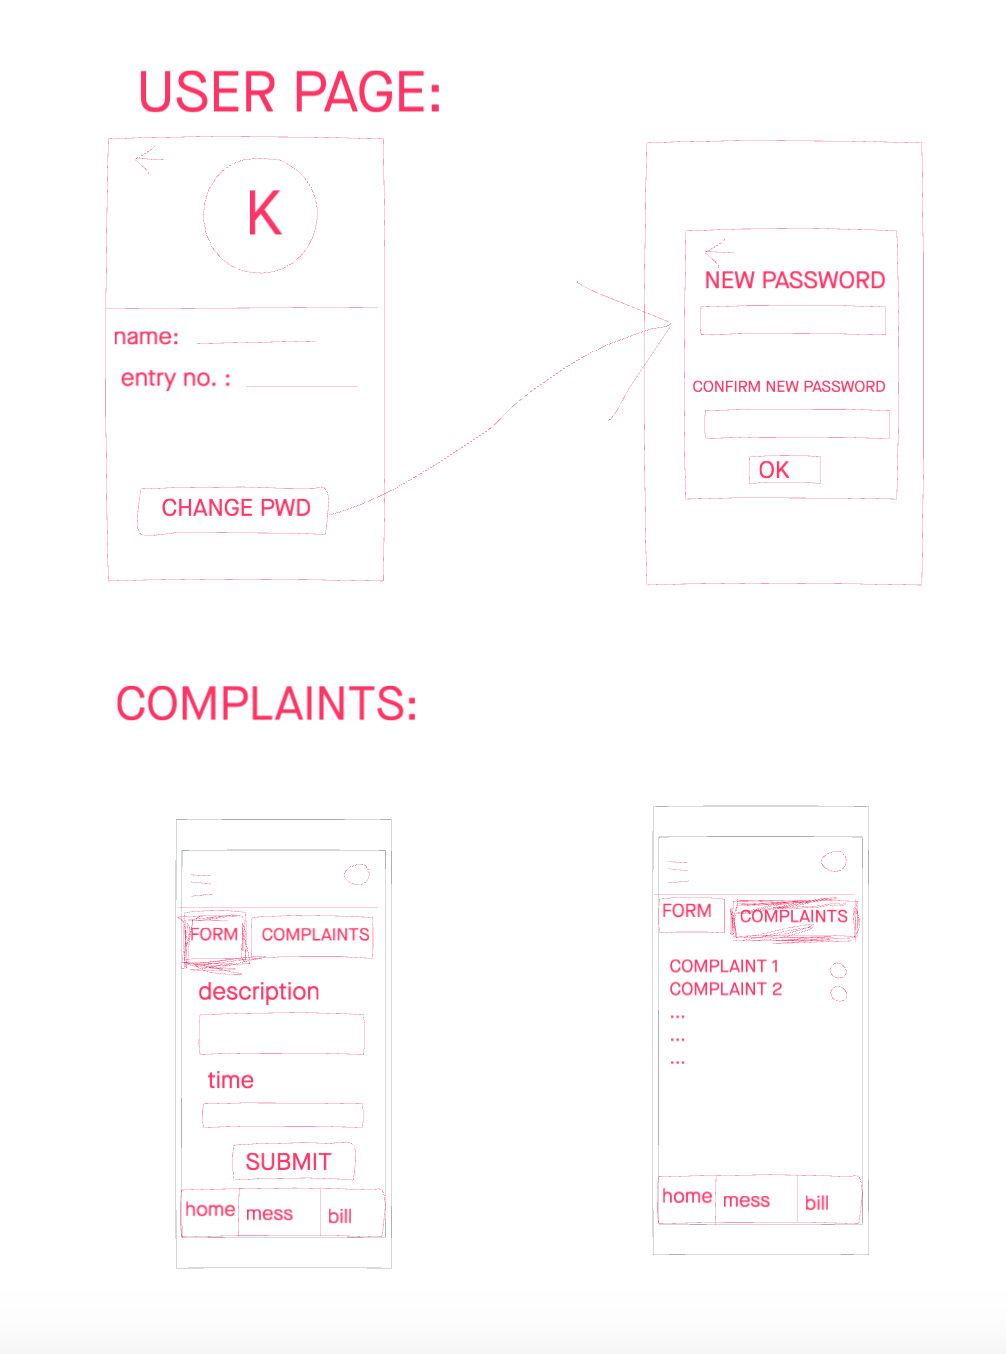 USER PAGE:
K
name:
entry no. :
CHANGE PWD
NEW PASSWORD
CONFIRM NEW PASSWORD
OK
COMPLAINTS:
FORM COMPLAINTS
description
time
SUBMIT
home mess bill
FORM COMPLAINTS
COMPLAINT 1
COMPLAINT 2
...
...
...
home mess bill